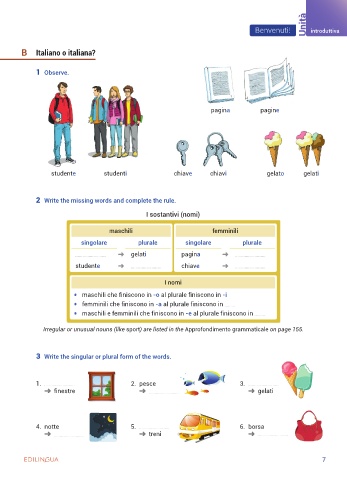 Benvenuti!
Unità
introduttiva
B Italiano o italiana?
1 Observe.
pagina pagine
studente studenti chiave chiavi gelato gelati
2 Write the missing words and complete the rule.
I sostantivi (nomi)
maschili femminili
singolare plurale singolare plurale
.................. ➔ gelati pagina ➔ ..................
studente ➔ .................. chiave ➔ ..................
I nomi
• maschili che finiscono in -o al plurale finiscono in -i
• femminili che finiscono in -a al plurale finiscono in ......
• maschili e femminili che finiscono in -e al plurale finiscono in ......
Irregular or unusual nouns (like sport) are listed in the Approfondimento grammaticale on page 155.
3 Write the singular or plural form of the words.
1. .................. 2. pesce 3. ..................
➔ finestre ➔ .................. ➔ gelati
4. notte 5. .................. 6. borsa
➔ .................. ➔ treni ➔ ..................
EDILINGUA 7